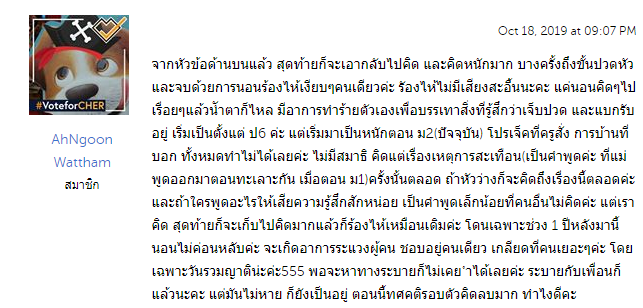 Oct 18, 2019 at 09:07 PM
#VoteforCHER
AhNgoon
Wattham
สมาชิก
จากหัวข้อด้านบนแล้ว สุดท้ายก็จะเอากลับไปคิด และคิดหนักมาก บางครั้งถึงขั้นปวดหัว
และจบด้วยการนอนร้องไห้เงียบๆคนเดียวค่ะ ร้องไห้ไม่มีเสียงสะอื้นนะคะ แค่นอนคิดๆไป
เรื่อยๆแล้วน้ำตาก็ไหล มีอาการทำร้ายตัวเองเพื่อบรรเทาสิ่งที่รู้สึกว่าเจ็บปวด และแบกรับ
อยู่ เริ่มเป็นตั้งแต่ ป6 ค่ะ แต่เริ่มมาเป็นหนักตอน ม2(ปัจจุบัน) โปรเจ็คที่ครูสั่ง การบ้านที่
บอก ทั้งหมดทำไม่ได้เลยค่ะ ไม่มีสมาธิ คิดแต่เรื่องเหตุการสะเทือน(เป็นคำพูดค่ะ ที่แม่
พูดออกมาตอนทะเลาะกัน เมื่อตอน ม1)ครั้งนั้นตลอด ถ้าหัวว่างก็จะคิดถึงเรื่องนี้ตลอดค่ะ
และถ้าใครพูดอะไรให้เสียความรู้สึกสักหน่อย เป็นคำพูดเล็กน้อยที่คนอื่นไม่คิดค่ะ แต่เรา
คิด สุดท้ายก็จะเก็บไปคิดมากแล้วก็ร้องไห้เหมือนเดิมค่ะ โดนเฉพาะช่วง 1 ปีหลังมานี้
นอนไม่ค่อนหลับค่ะ จะเกิดอาการระแวงผู้คน ชอบอยู่คนเดียว เกลียดที่คนเยอะๆค่ะ โดย
เฉพาะวันรวมญาติน่ะค่ะ555 พอจะหาทางระบายก็ไม่เคยˈาได้เลยค่ะ ระบายกับเพื่อนก็
แล้วนะคะ แต่มันไม่หาย ก็ยังเป็นอยู่ ตอนนี้ทศคติรอบตัวคิดลบมาก ทำไงดีคะ